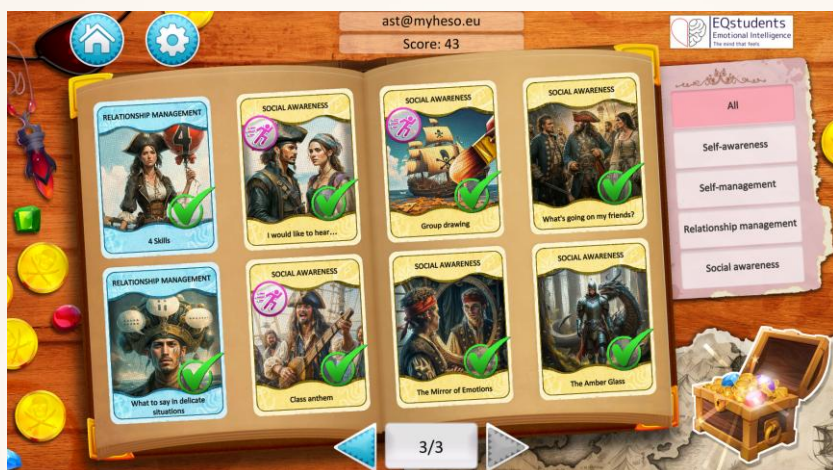 ast@myheso.eu
Score: 43
EQstudents
Emotional Intelligence
The mind that feels
RELATIONSHIP MANAGEMENT
4
4 Skills
SOCIAL AWARENESS
I would like to hear...
SOCIAL AWARENESS
Group drawing
SOCIAL AWARENESS
What's going on my friends?
RELATIONSHIP MANAGEMENT
What to say in delicate
situations
SOCIAL AWARENESS
Class anthem
SOCIAL AWARENESS
The Mirror of Emotions
SOCIAL AWARENESS
The Amber Glass
All
Self-awareness
Self-management
Relationship management
Social awareness
3/3